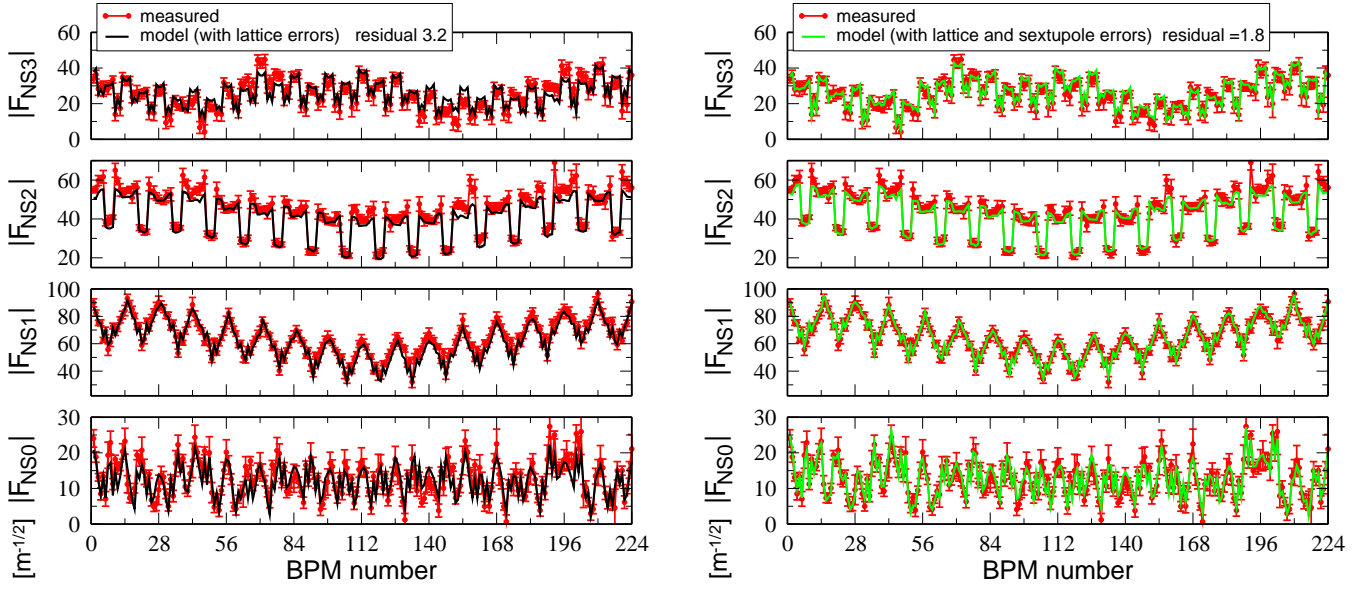 measured
model (with lattice errors) residual 3.2
60
40
20
0
|F_NS3|
60
40
20
|F_NS2|
100
80
60
40
|F_NS1|
30
20
10
0
|F_NS0|
[m^-1/2]
0 28 56 84 112 140 168 196 224
BPM number
measured
model (with lattice and sextupole errors) residual =1.8
60
40
20
0
|F_NS3|
60
40
20
|F_NS2|
100
80
60
40
|F_NS1|
30
20
10
0
|F_NS0|
[m^-1/2]
0 28 56 84 112 140 168 196 224
BPM number